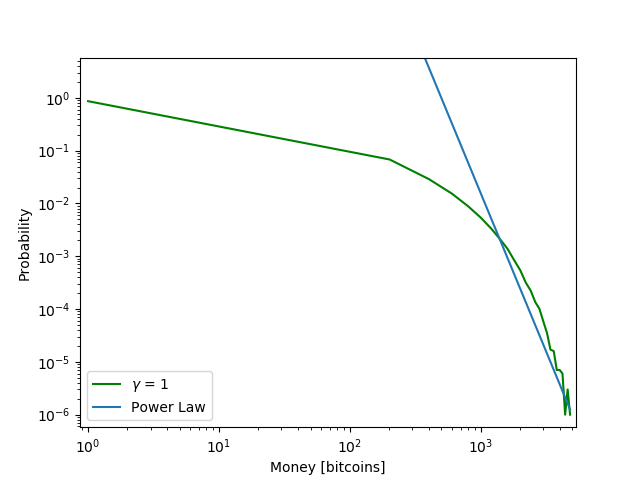 10⁰
10⁻¹
10⁻²
10⁻³
10⁻⁴
10⁻⁵
10⁻⁶
Probability
γ = 1
Power Law
10⁰ 10¹ 10² 10³
Money [bitcoins]